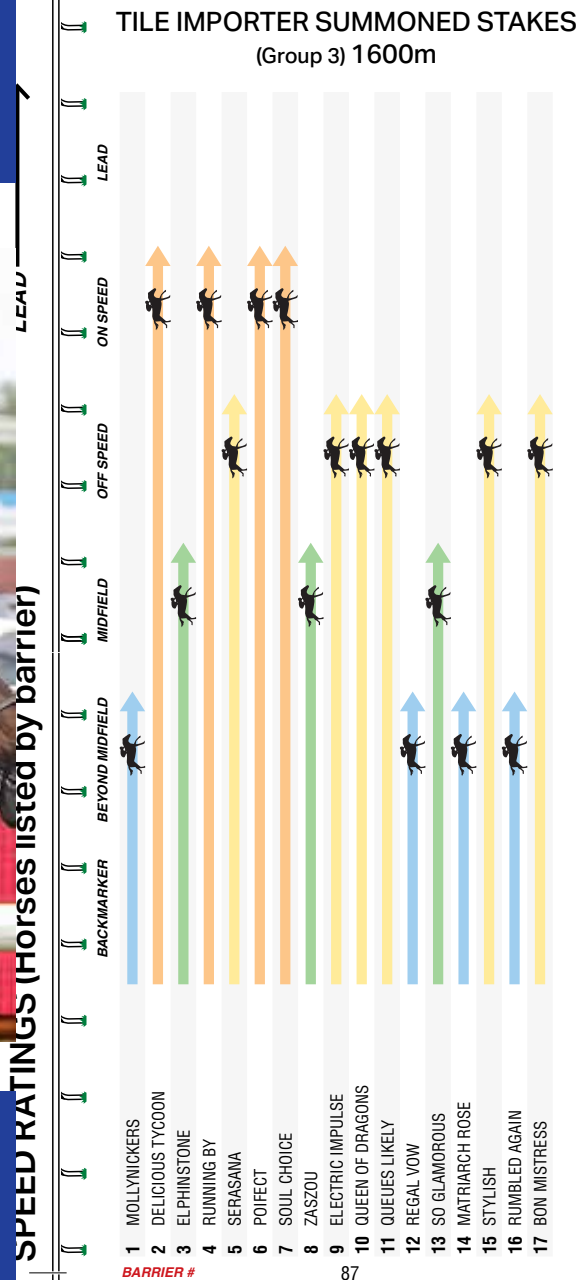 TILE IMPORTER SUMMONED STAKES
(Group 3) 1600m
SPEED RATINGS (Horses listed by barrier)
LEAD
LEAD
ON SPEED
OFF SPEED
MIDFIELD
BEYOND MIDFIELD
BACKMARKER
1 MOLLYNICKERS
2 DELICIOUS TYCOON
3 ELPHINSTONE
4 RUNNING BY
5 SERASANA
6 POIFECT
7 SOUL CHOICE
8 ZASZOU
9 ELECTRIC IMPULSE
10 QUEEN OF DRAGONS
11 QUEUES LIKELY
12 REGAL VOW
13 SO GLAMOROUS
14 MATRIARCH ROSE
15 STYLISH
16 RUMBLED AGAIN
17 BON MISTRESS
BARRIER #
87